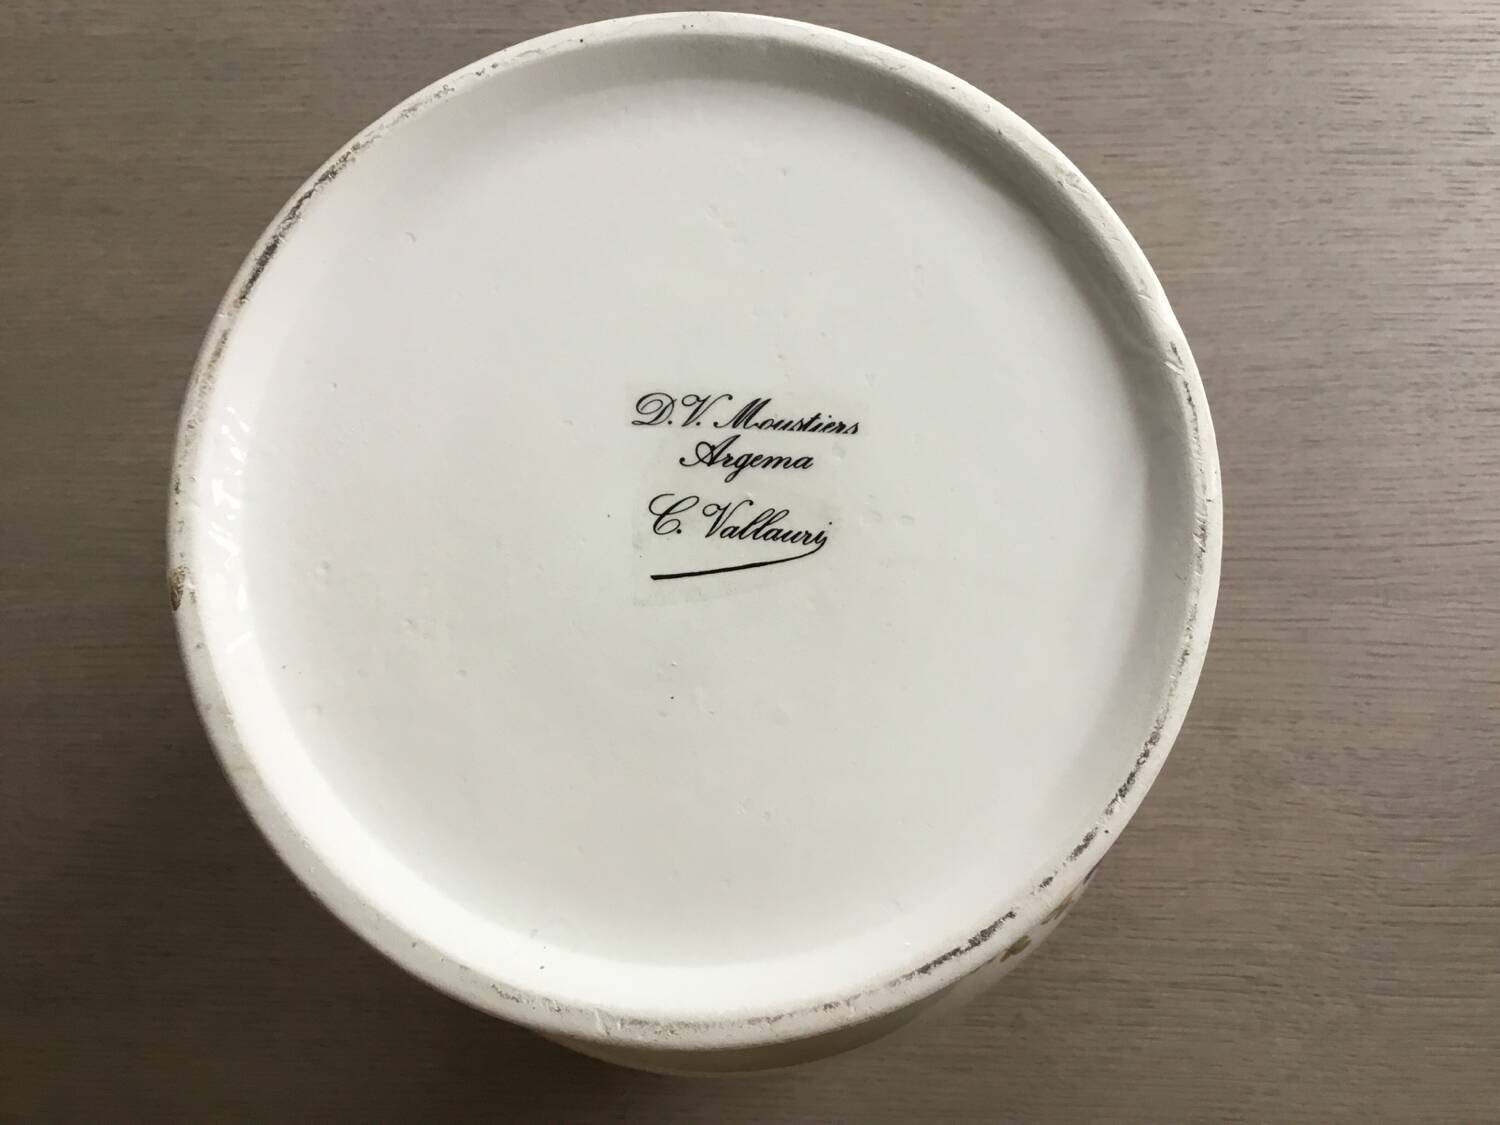 D.V. Moustiers
Argema
C. Vallauri